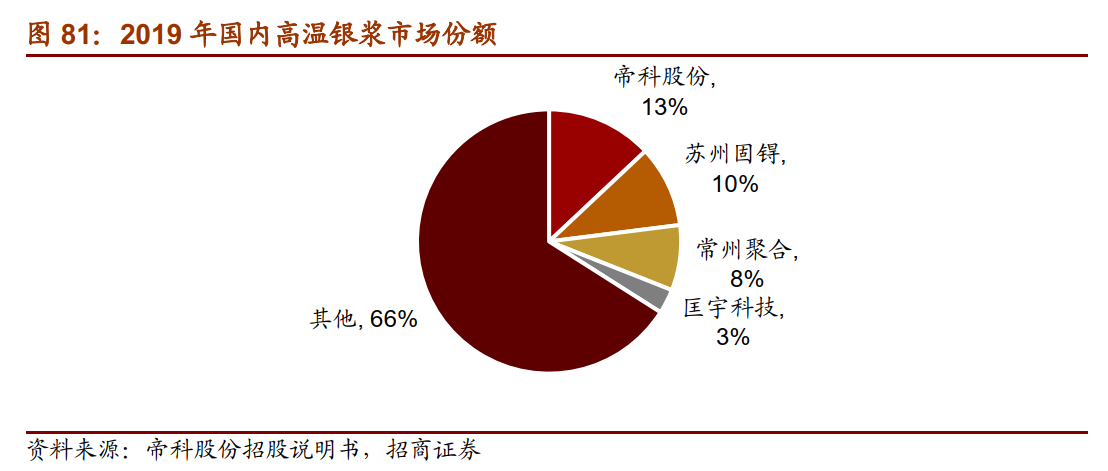 图 81：2019 年国内高温银浆市场份额
帝科股份,
13%
苏州固锝,
10%
常州聚合,
8%
匡宇科技,
3%
其他, 66%
资料来源：帝科股份招股说明书，招商证券